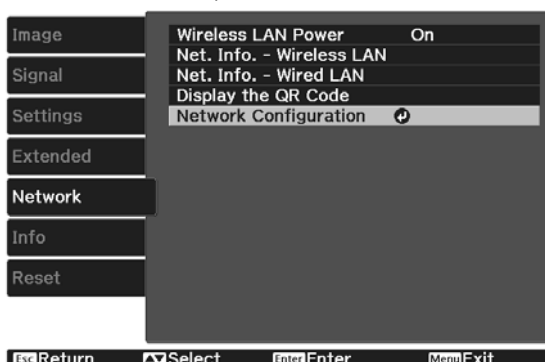 Image
Signal
Settings
Extended
Network
Info
Reset
Wireless LAN Power On
Net. Info. - Wireless LAN
Net. Info. - Wired LAN
Display the QR Code
Network Configuration
Esc Return Select Enter Enter Menu Exit